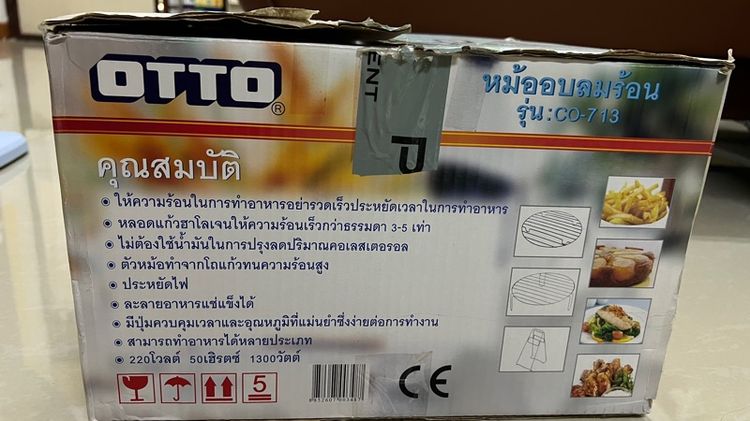 OTTO ®
หม้ออบลมร้อน
รุ่น : CO-713
ENT
คุณสมบัติ
● ให้ความร้อนในการทำอาหารอย่างรวดเร็วประหยัดเวลาในการทำอาหาร
● หลอดแก้วฮาโลเจนให้ความร้อนเร็วกว่าธรรมดา 3-5 เท่า
● ไม่ต้องใช้น้ำมันในการปรุงลดปริมาณคอเลสเตอรอล
● ตัวหม้อทำจากโถแก้วทนความร้อนสูง
● ประหยัดไฟ
● ละลายอาหารแช่แข็งได้
● มีปุ่มควบคุมเวลาและอุณหภูมิที่แม่นยำซึ่งง่ายต่อการทำงาน
● สามารถทำอาหารได้หลายประเภท
● 220โวลต์ 50เฮิรตซ์ 1300วัตต์
5
CE